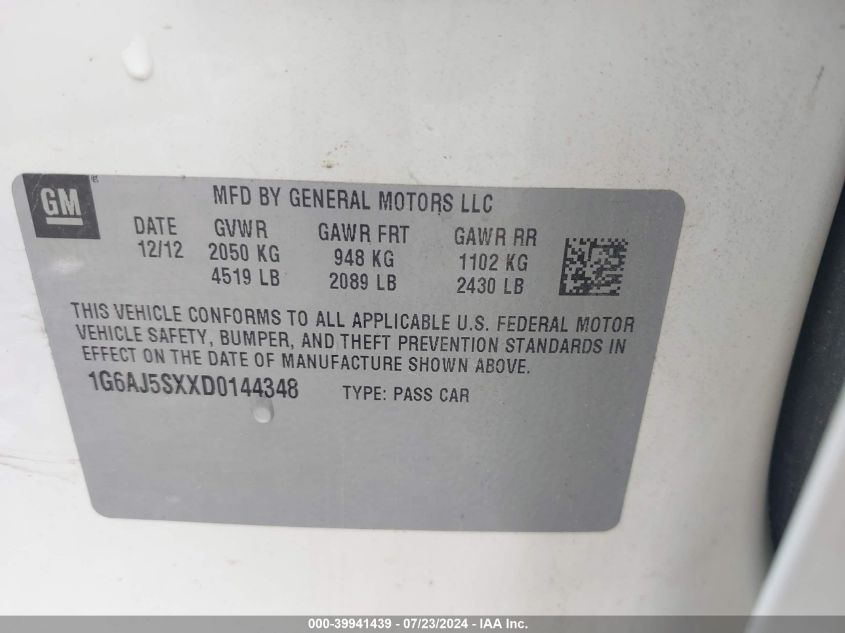 GM
MFD BY GENERAL MOTORS LLC
DATE GVWR GAWR FRT GAWR RR
12/12 2050 KG 948 KG 1102 KG
4519 LB 2089 LB 2430 LB
THIS VEHICLE CONFORMS TO ALL APPLICABLE U.S. FEDERAL MOTOR
VEHICLE SAFETY, BUMPER, AND THEFT PREVENTION STANDARDS IN
EFFECT ON THE DATE OF MANUFACTURE SHOWN ABOVE.
1G6AJ5SXXD0144348 TYPE: PASS CAR
000-39941439 - 07/23/2024 - IAA Inc.